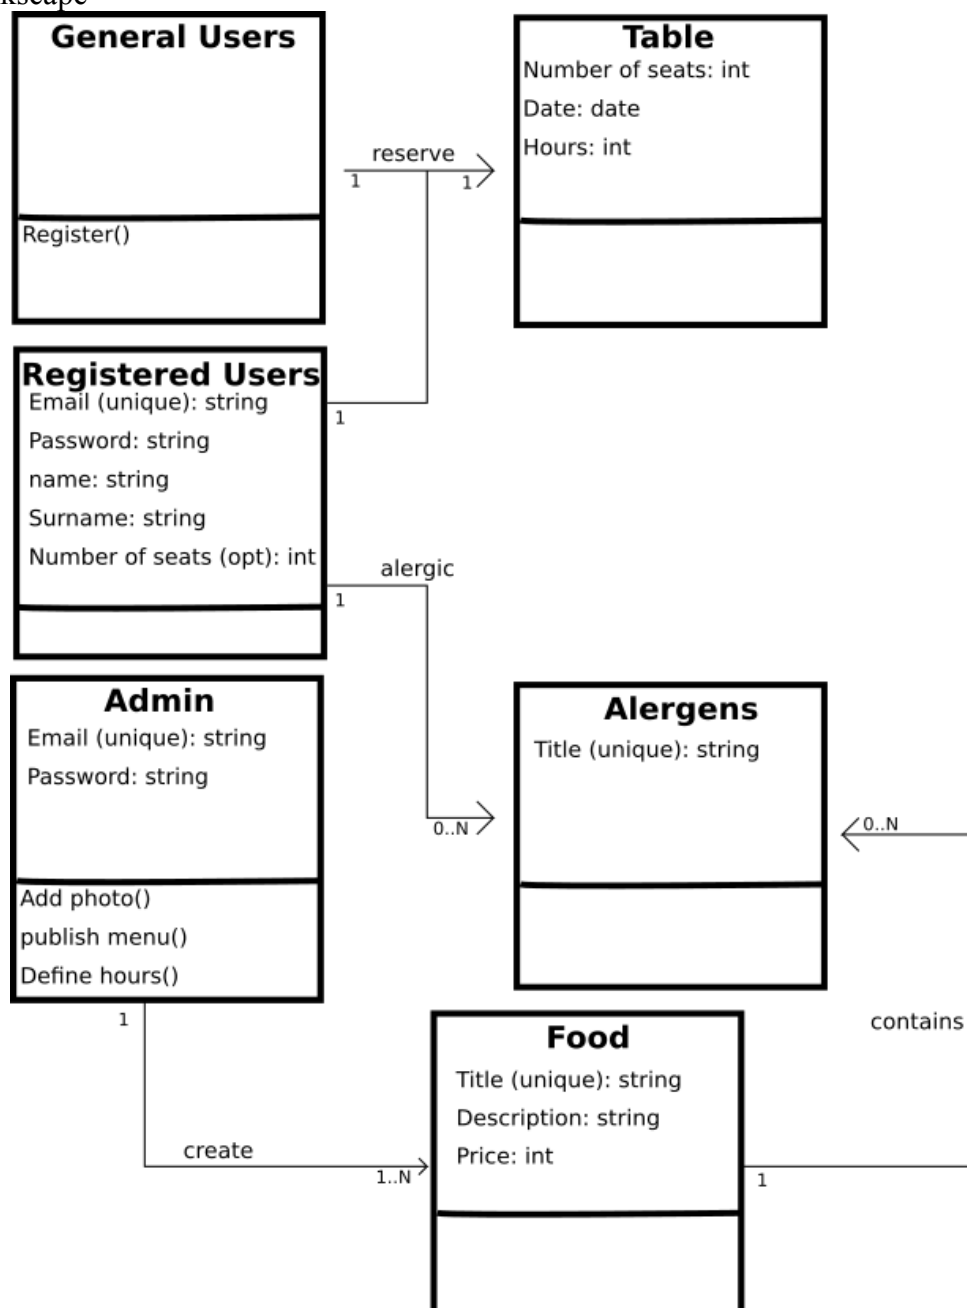 kscape
General Users
Register()
Table
Number of seats: int
Date: date
Hours: int
reserve
1
1
Registered Users
Email (unique): string
Password: string
name: string
Surname: string
Number of seats (opt): int
1
1
alergic
0..N
Admin
Email (unique): string
Password: string
Add photo()
publish menu()
Define hours()
1
create
1..N
Alergens
Title (unique): string
0..N
contains
Food
Title (unique): string
Description: string
Price: int
1